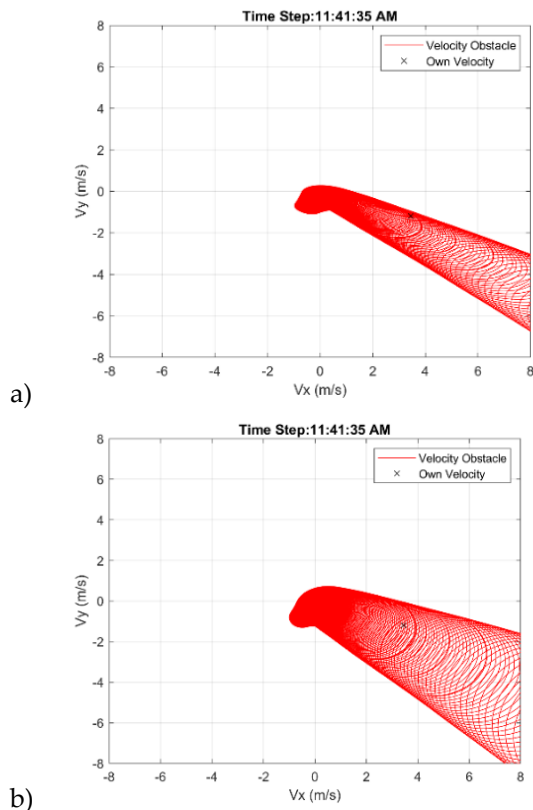 Time Step:11:41:35 AM
Velocity Obstacle
Own Velocity
8
6
4
2
0
-2
-4
-6
-8
Vy (m/s)
-8 -6 -4 -2 0 2 4 6 8
Vx (m/s)
a)
Time Step:11:41:35 AM
Velocity Obstacle
Own Velocity
8
6
4
2
0
-2
-4
-6
-8
Vy (m/s)
-8 -6 -4 -2 0 2 4 6 8
Vx (m/s)
b)